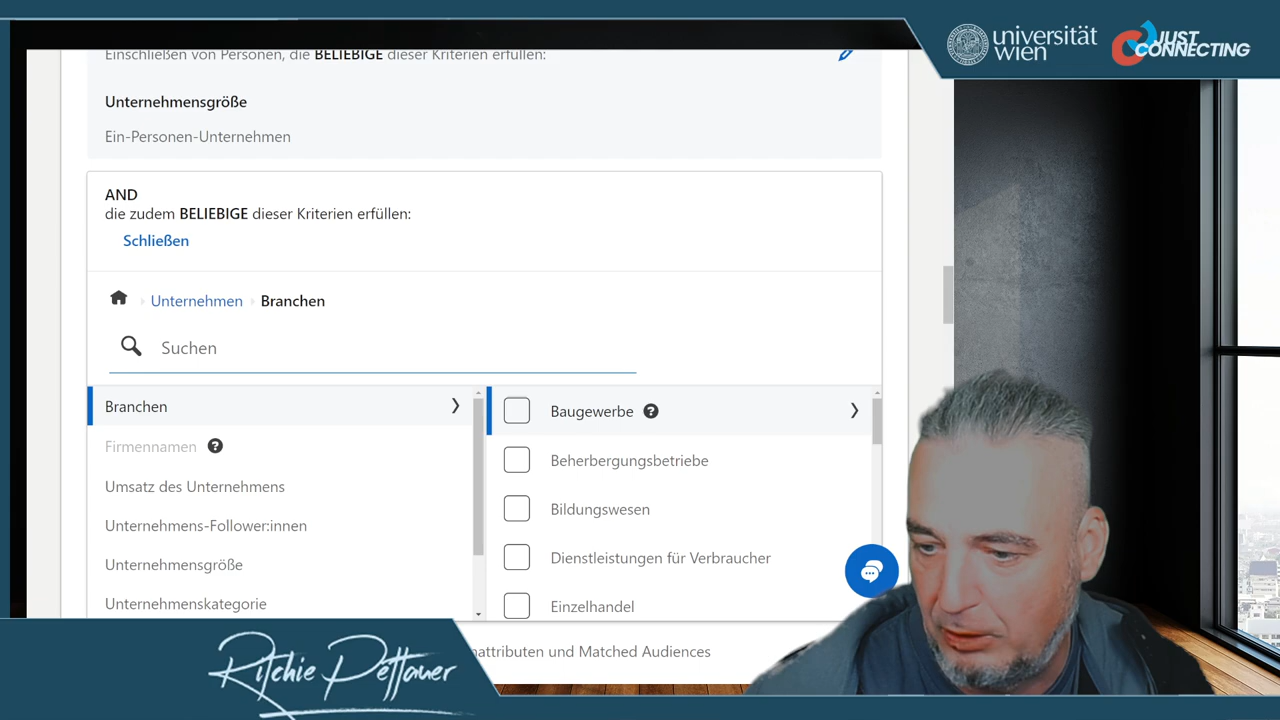 universität
wien
JUST
CONNECTING
Einschließen von Personen, die BELIEBIGE dieser Kriterien erfüllen:
Unternehmensgröße
Ein-Personen-Unternehmen
AND
die zudem BELIEBIGE dieser Kriterien erfüllen:
Schließen
Unternehmen Branchen
Suchen
Branchen
Firmennamen
Umsatz des Unternehmens
Unternehmens-Follower:innen
Unternehmensgröße
Unternehmenskategorie
Baugewerbe
Beherbergungsbetriebe
Bildungswesen
Dienstleistungen für Verbraucher
Einzelhandel
attributen und Matched Audiences
Ritchie Pettauer